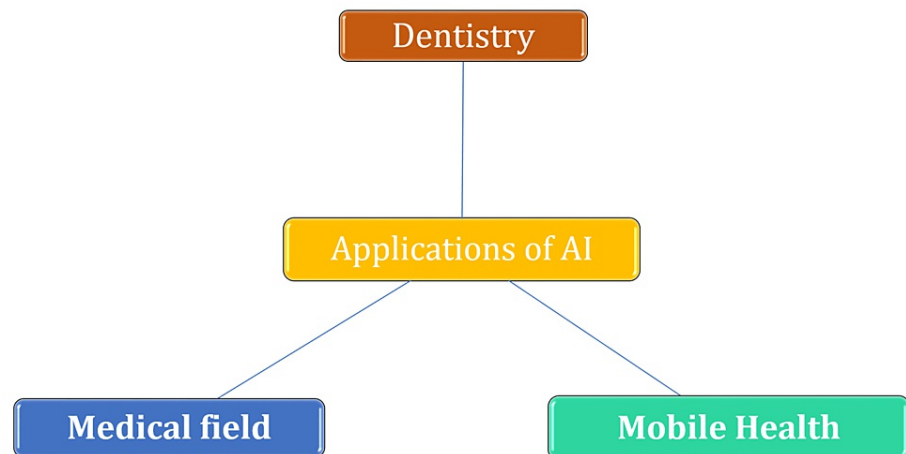 Dentistry
Applications of AI
Medical field
Mobile Health